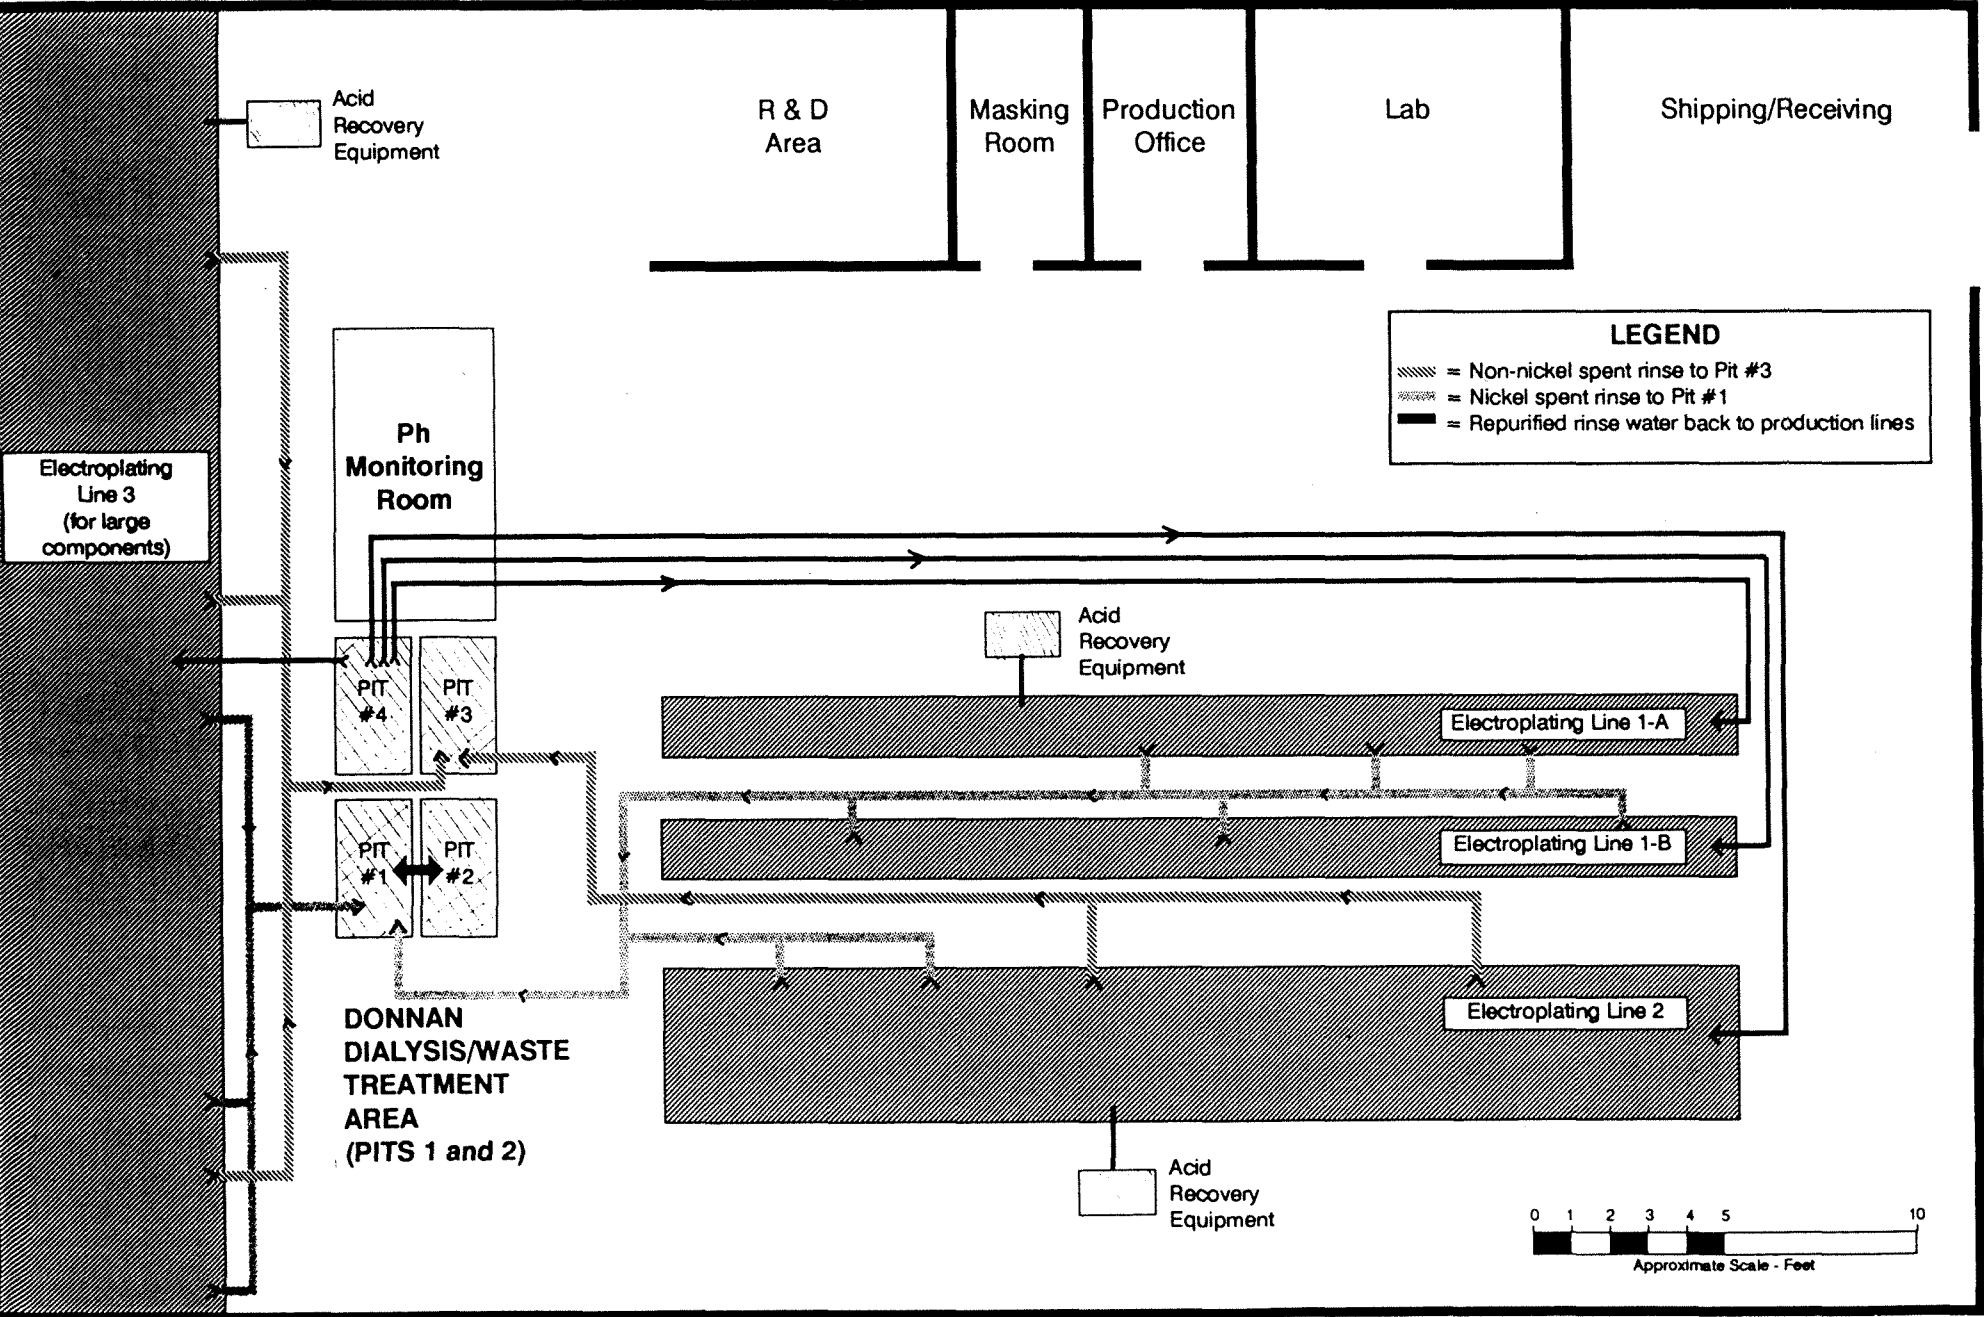 Acid
Recovery
Equipment
R & D
Area
Masking
Room
Production
Office
Lab
Shipping/Receiving
LEGEND
= Non-nickel spent rinse to Pit #3
= Nickel spent rinse to Pit #1
= Repurified rinse water back to production lines
Ph
Monitoring
Room
Electroplating
Line 3
(for large
components)
Acid
Recovery
Equipment
PIT
#4
PIT
#3
Electroplating Line 1-A
PIT
#1
PIT
#2
Electroplating Line 1-B
Electroplating Line 2
DONNAN
DIALYSIS/WASTE
TREATMENT
AREA
(PITS 1 and 2)
Acid
Recovery
Equipment
0 1 2 3 4 5 10
Approximate Scale - Feet